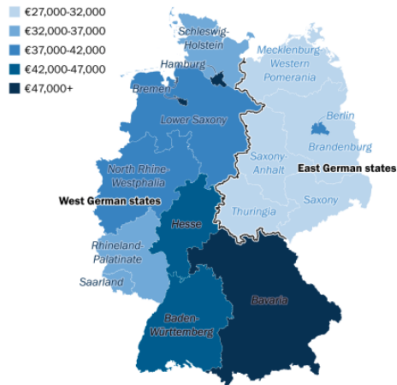 €27,000-32,000
€32,000-37,000
€37,000-42,000
€42,000-47,000
€47,000+
Schleswig-
Holstein
Hamburg
Mecklenburg
Western
Pomerania
Bremen
Lower Saxony
Berlin
Brandenburg
Saxony
Anhalt
East German states
North Rhine-
Westphalia
West German states
Saxony
Thuringia
Hesse
Rhineland-
Palatinate
Saarland
Bavaria
Baden-
Württemberg